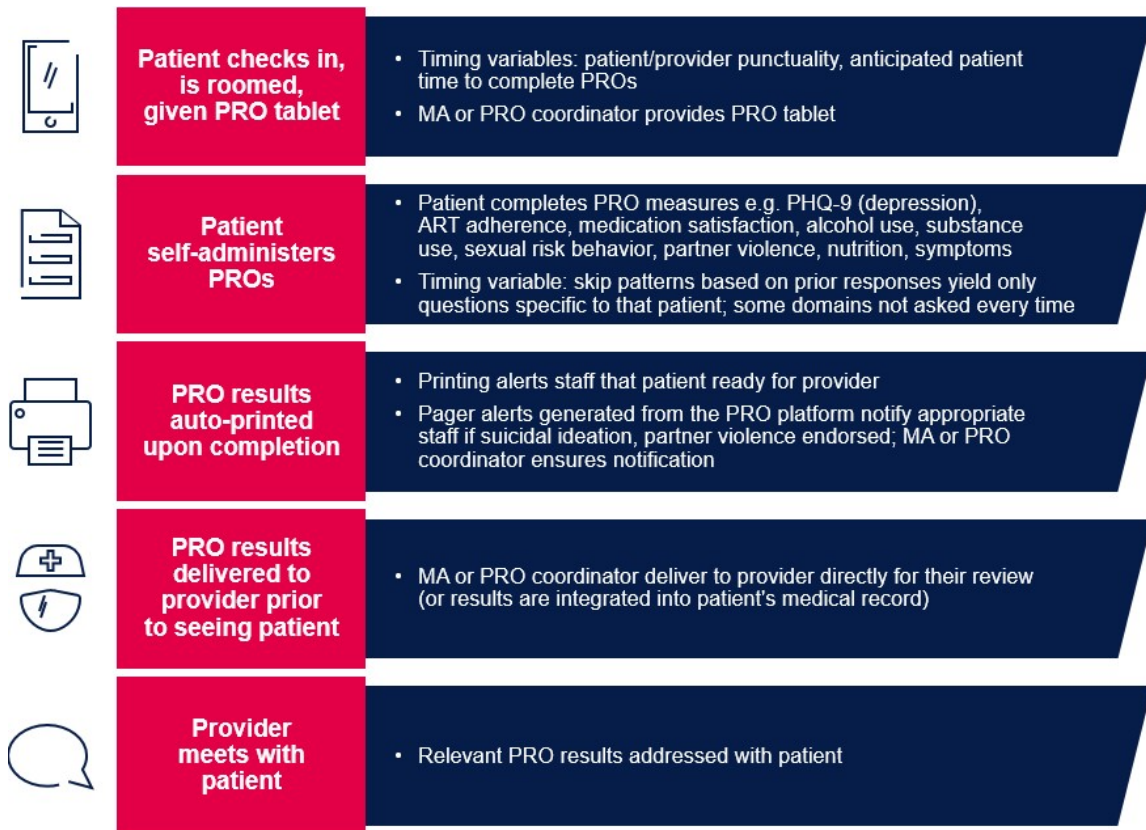 Patient checks in,
is roomed,
given PRO tablet
• Timing variables: patient/provider punctuality, anticipated patient
time to complete PROs
• MA or PRO coordinator provides PRO tablet
Patient
self-administers
PROs
• Patient completes PRO measures e.g. PHQ-9 (depression),
ART adherence, medication satisfaction, alcohol use, substance
use, sexual risk behavior, partner violence, nutrition, symptoms
• Timing variable: skip patterns based on prior responses yield only
questions specific to that patient; some domains not asked every time
PRO results
auto-printed
upon completion
• Printing alerts staff that patient ready for provider
• Pager alerts generated from the PRO platform notify appropriate
staff if suicidal ideation, partner violence endorsed; MA or PRO
coordinator ensures notification
PRO results
delivered to
provider prior
to seeing patient
• MA or PRO coordinator deliver to provider directly for their review
(or results are integrated into patient's medical record)
Provider
meets with
patient
• Relevant PRO results addressed with patient